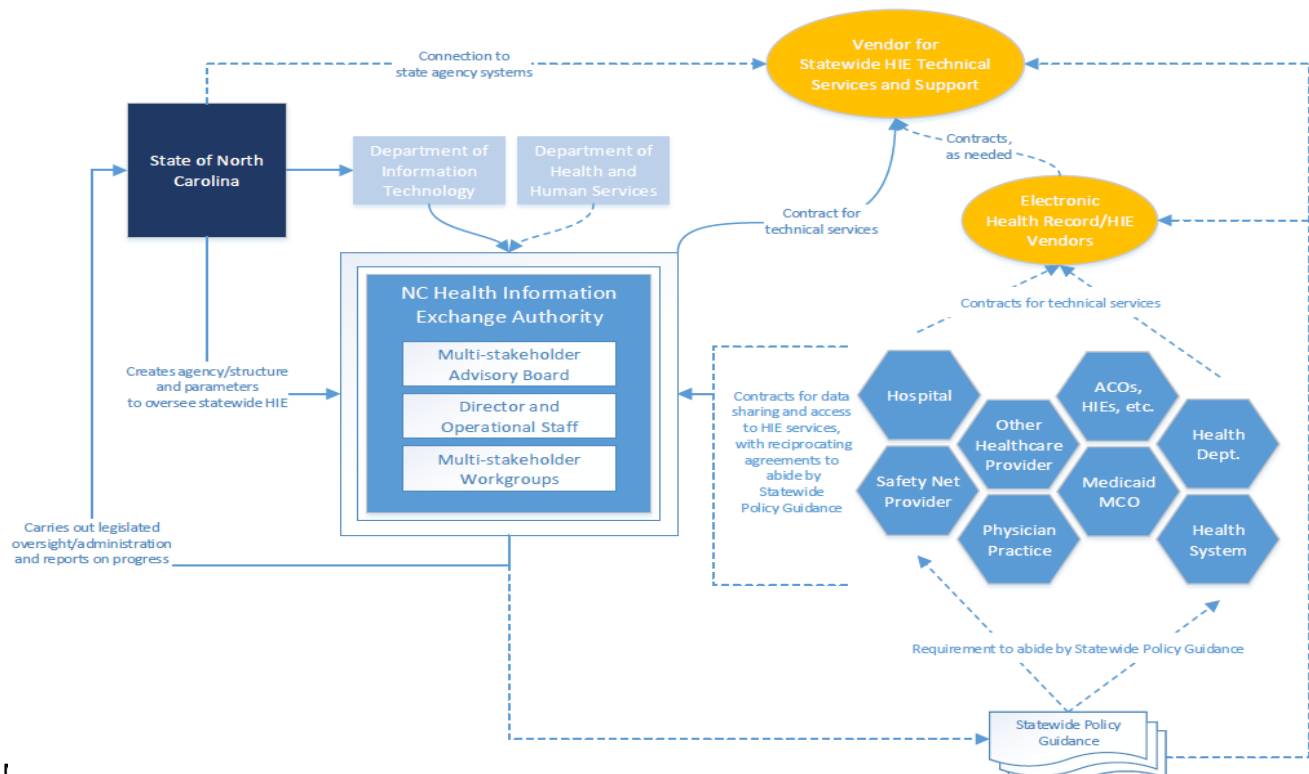 Vendor for
Statewide HIE Technical
Services and Support
Connection to
state agency systems
State of North
Carolina
Department of
Information
Technology
Department of
Health and
Human Services
Contracts,
as needed
Electronic
Health Record/HIE
Vendors
Contract for
technical services
NC Health Information
Exchange Authority
Multi-stakeholder
Advisory Board
Director and
Operational Staff
Multi-stakeholder
Workgroups
Creates agency/structure
and parameters
to oversee statewide HIE
Contracts for technical services
Contracts for data
sharing and access
to HIE services,
with reciprocating
agreements to
abide by
Statewide
Policy Guidance
Hospital
ACOs,
HIEs, etc.
Other
Healthcare
Provider
Health
Dept.
Safety Net
Provider
Medicaid
MCO
Physician
Practice
Health
System
Carries out legislated
oversight/administration
and reports on progress
Requirement to abide by Statewide Policy Guidance
Statewide Policy
Guidance